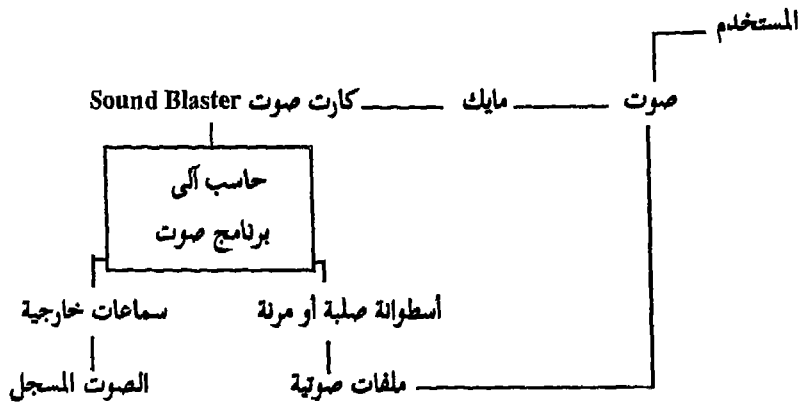 المستخدم
صوت مايك كارت صوت Sound Blaster
حاسب آلى
برنامج صوت
أسطوانة صلبة أو مرنة سماعات خارجية
ملفات صوتية الصوت المسجل